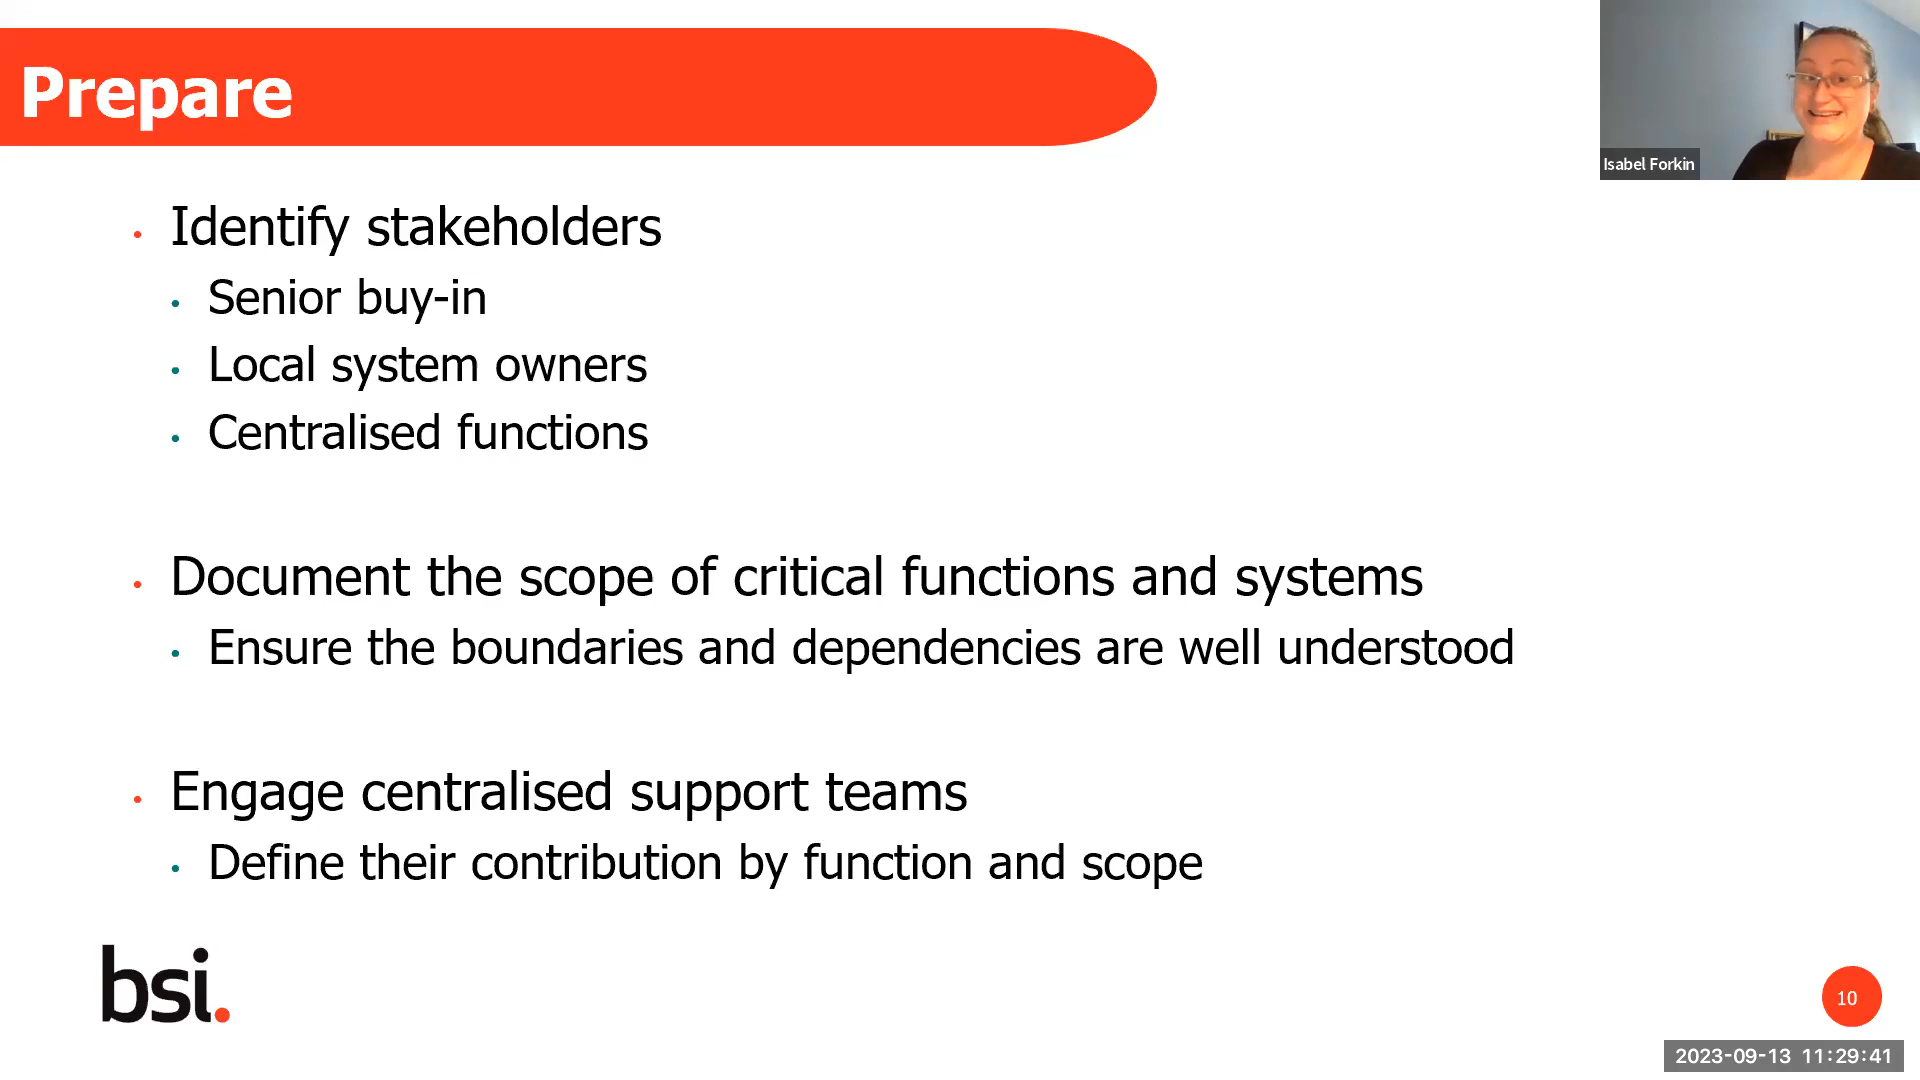 Prepare
Isabel Forkin
• Identify stakeholders
• Senior buy-in
• Local system owners
• Centralised functions
• Document the scope of critical functions and systems
• Ensure the boundaries and dependencies are well understood
• Engage centralised support teams
• Define their contribution by function and scope
bsi.
10
2023-09-13 11:29:41